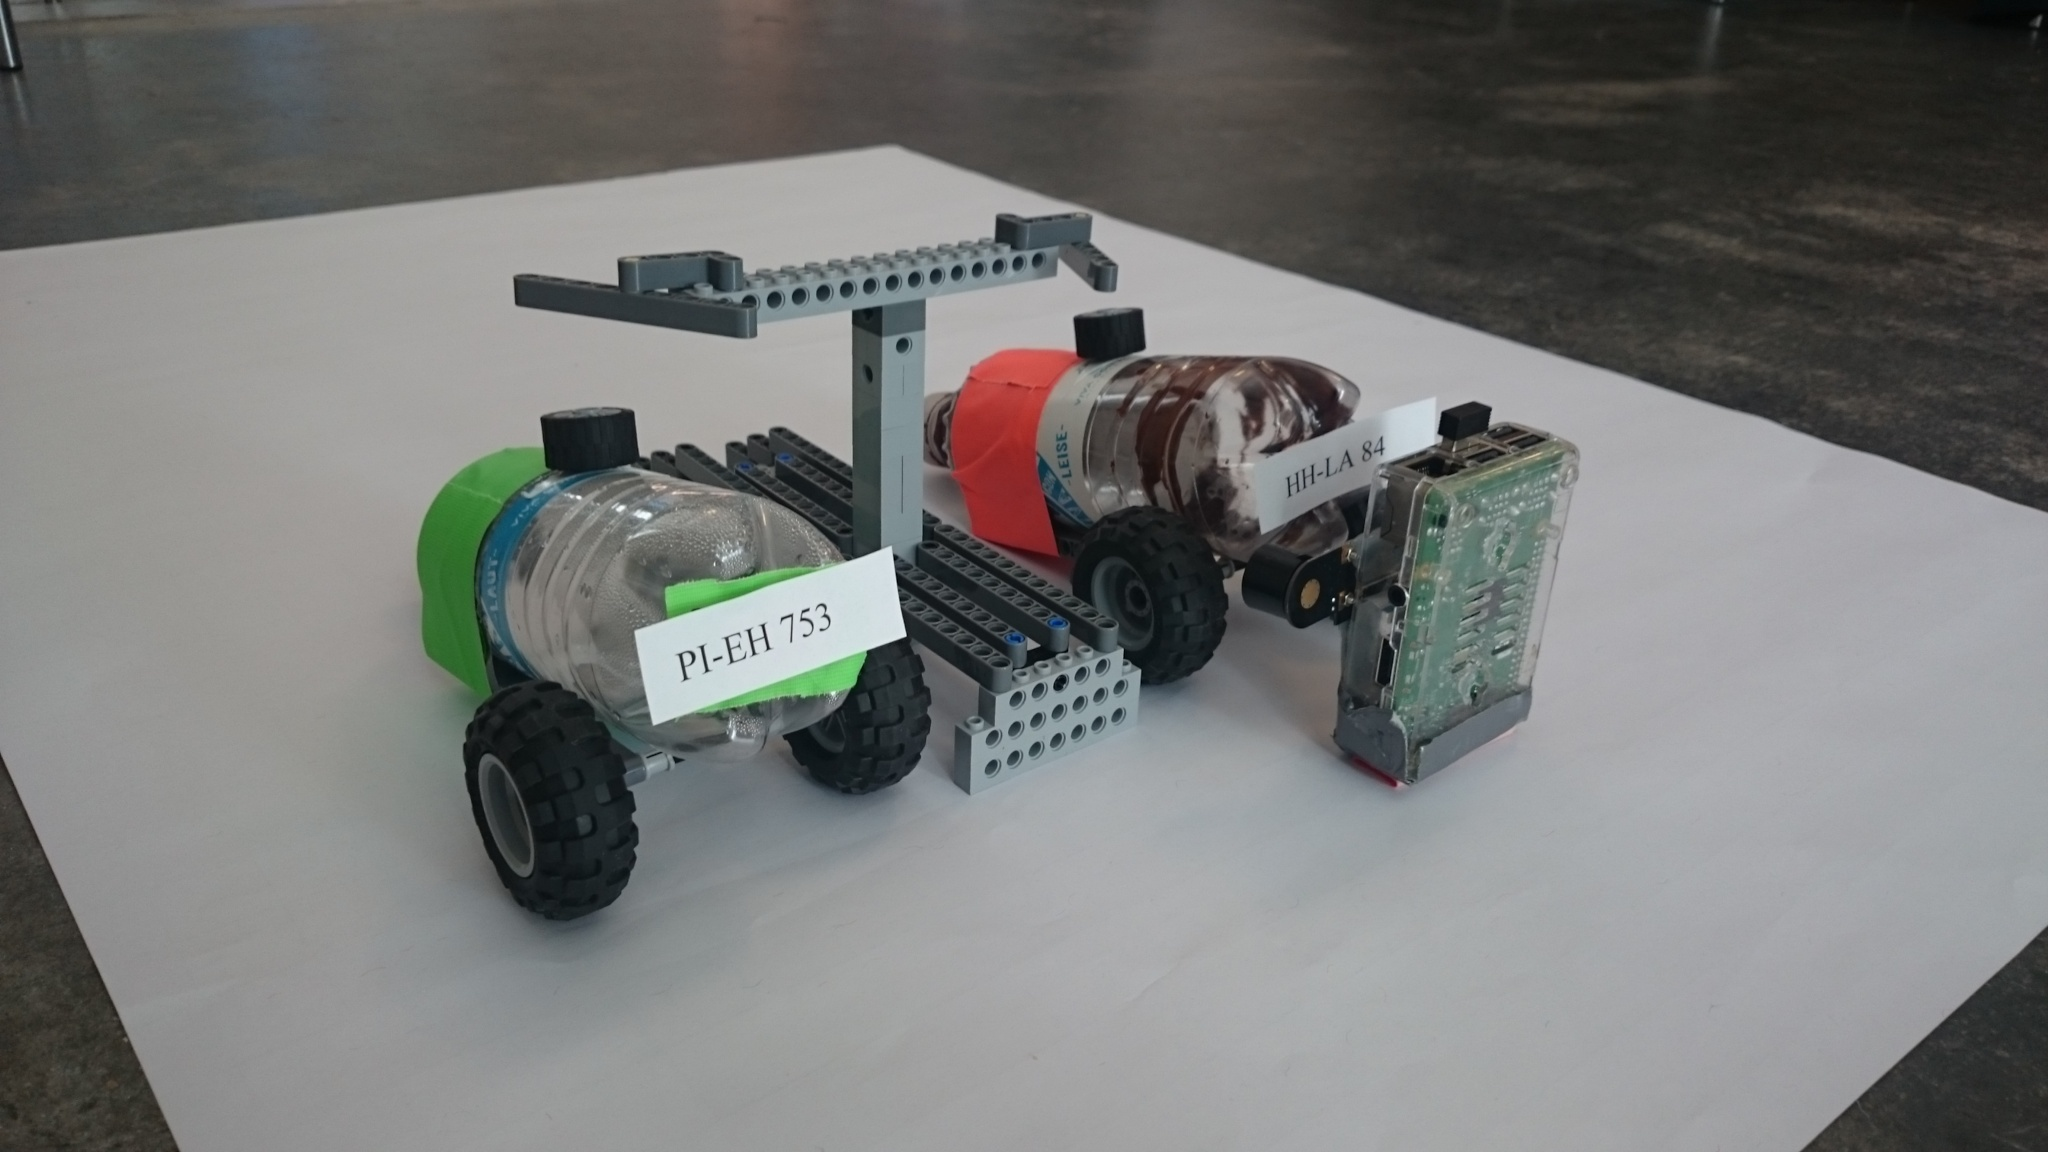 PI-EH 753
HH-LA 84
LAUT-
LEISE-